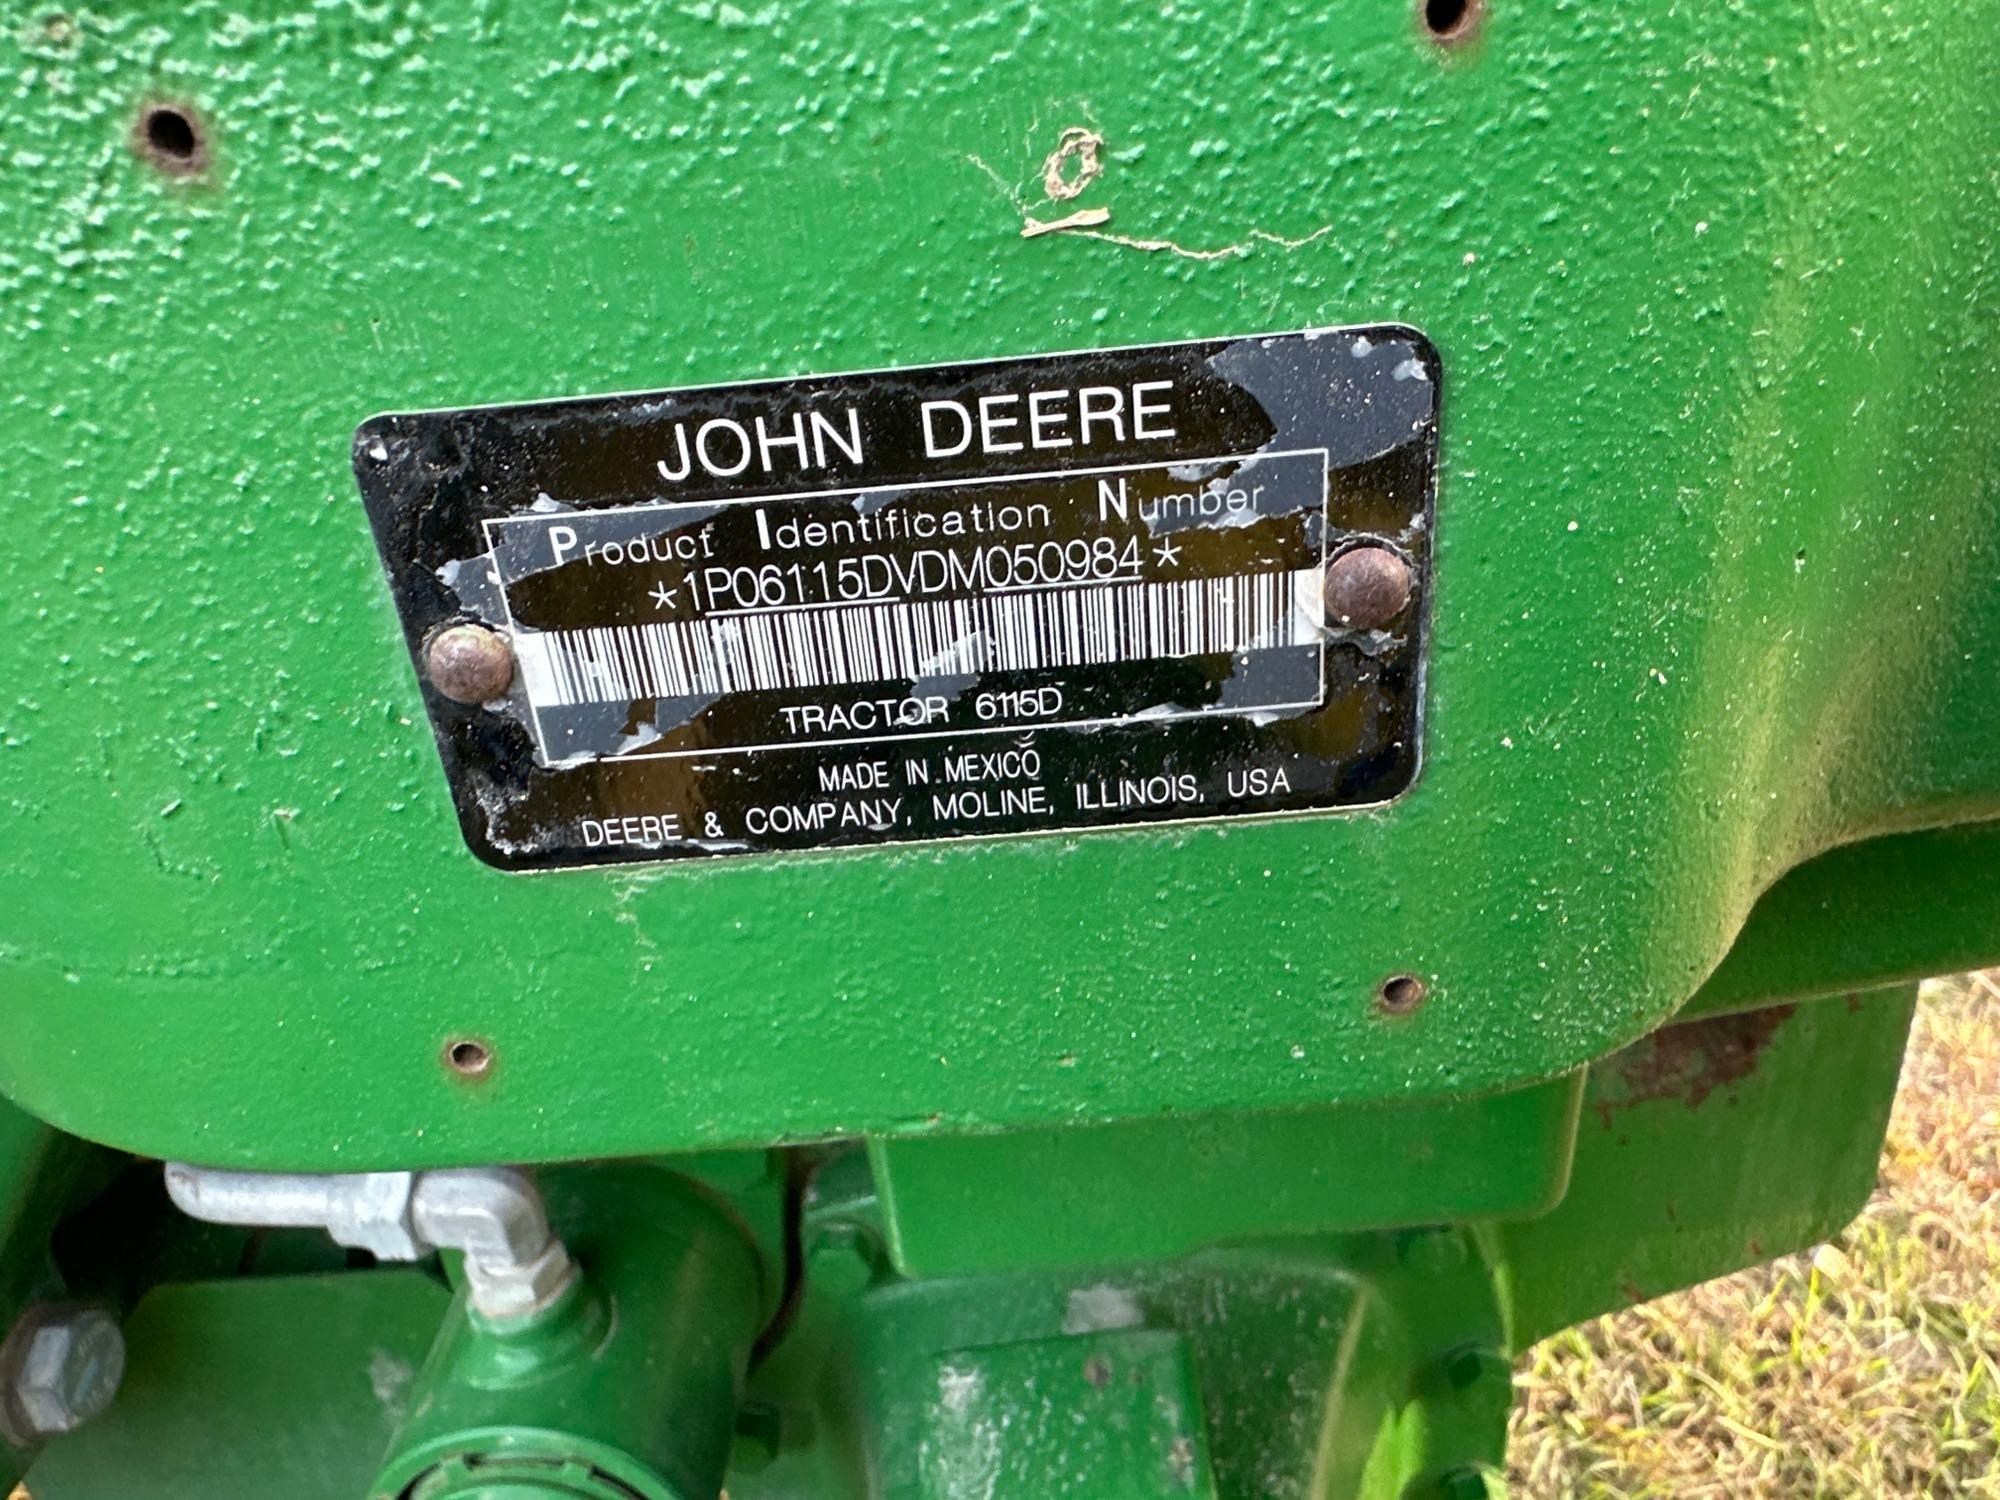 JOHN DEERE
Product Identification Number
*1P06115DVDM050984*
TRACTOR 6115D
MADE IN MEXICO
DEERE & COMPANY, MOLINE, ILLINOIS, USA